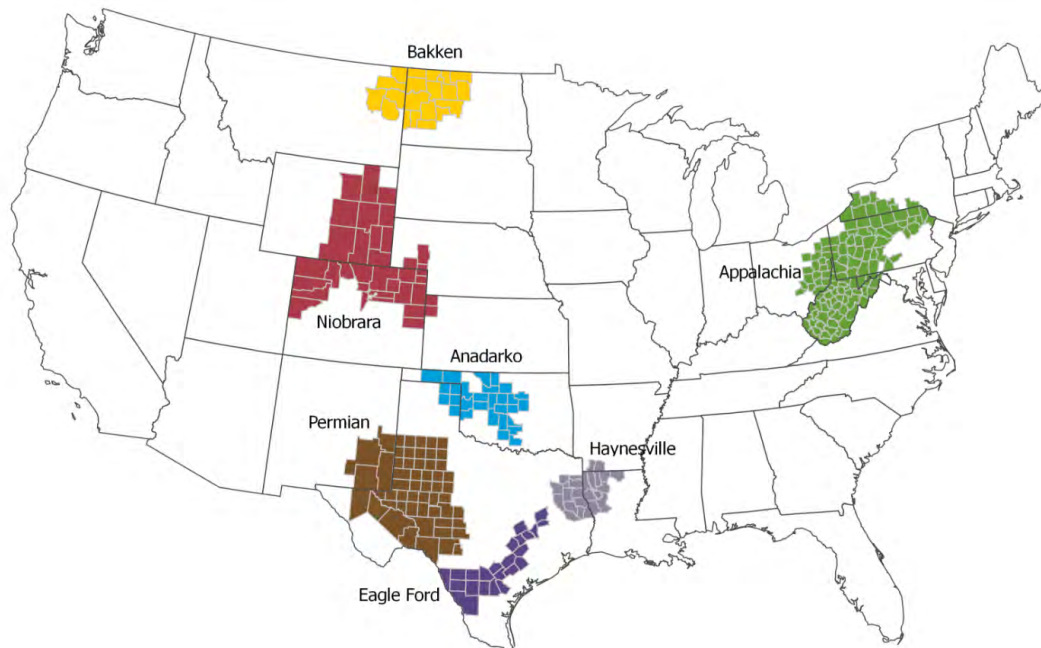 Bakken
Appalachia
Niobrara
Anadarko
Permian
Haynesville
Eagle Ford